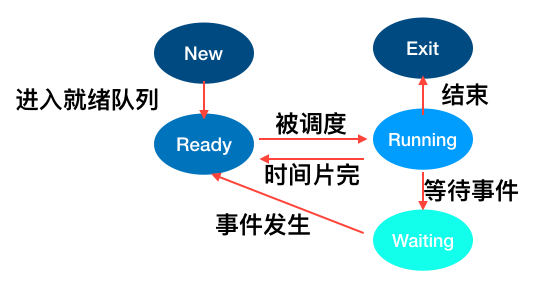 New
Exit
进入就绪队列
结束
被调度
Ready
Running
时间片完
等待事件
事件发生
Waiting